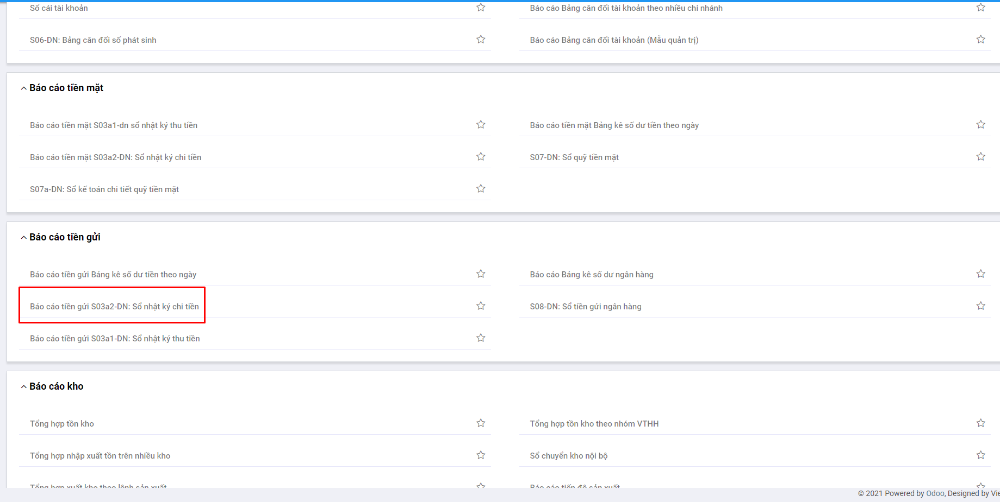 Sổ cái tài khoản
Báo cáo Bảng cân đối tài khoản theo nhiều chi nhánh
S06-DN: Bảng cân đối số phát sinh
Báo cáo Bảng cân đối tài khoản (Mẫu quản trị)
Báo cáo tiền mặt
Báo cáo tiền mặt S03a1-dn sổ nhật ký thu tiền
Báo cáo tiền mặt Bảng kê số dư tiền theo ngày
Báo cáo tiền mặt S03a2-DN: Sổ nhật ký chi tiền
S07-DN: Sổ quỹ tiền mặt
S07a-DN: Sổ kế toán chi tiết quỹ tiền mặt
Báo cáo tiền gửi
Báo cáo tiền gửi Bảng kê số dư tiền theo ngày
Báo cáo Bảng kê số dư ngân hàng
Báo cáo tiền gửi S03a2-DN: Sổ nhật ký chi tiền
S08-DN: Sổ tiền gửi ngân hàng
Báo cáo tiền gửi S03a1-DN: Sổ nhật ký thu tiền
Báo cáo kho
Tổng hợp tồn kho
Tổng hợp tồn kho theo nhóm VTHH
Tổng hợp nhập xuất tồn trên nhiều kho
Sổ chuyển kho nội bộ
Tổng hợp xuất kho theo lệnh sản xuất
Báo cáo tiến độ sản xuất
© 2021 Powered by Odoo, Designed by Vie